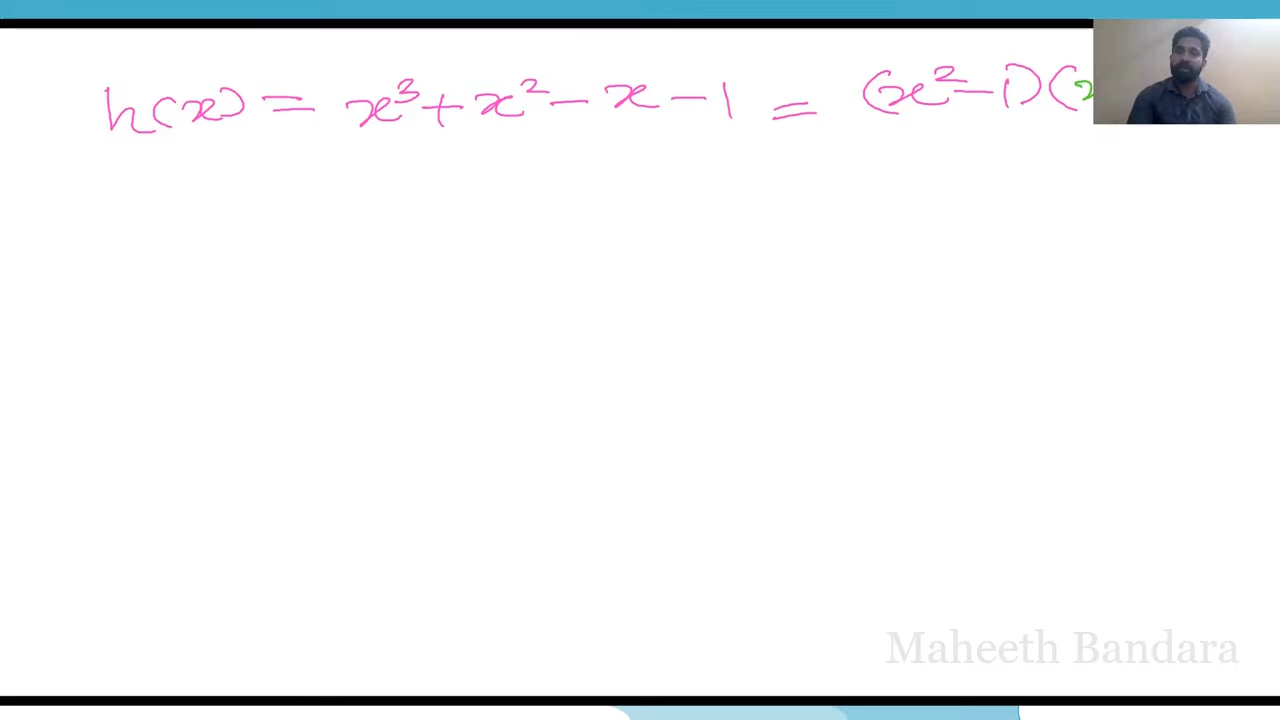 h(x) = x³ + x² - x - 1 = (x² - 1)(x
Maheeth Bandara